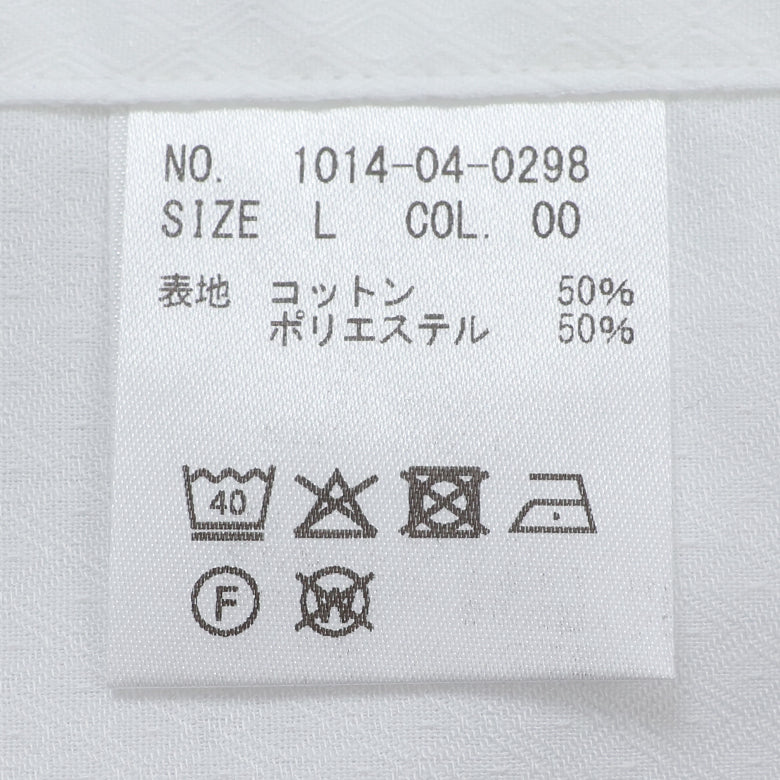 NO. 1014-04-0298
SIZE L COL. 00
表地 コットン 50%
ポリエステル 50%
40
F W